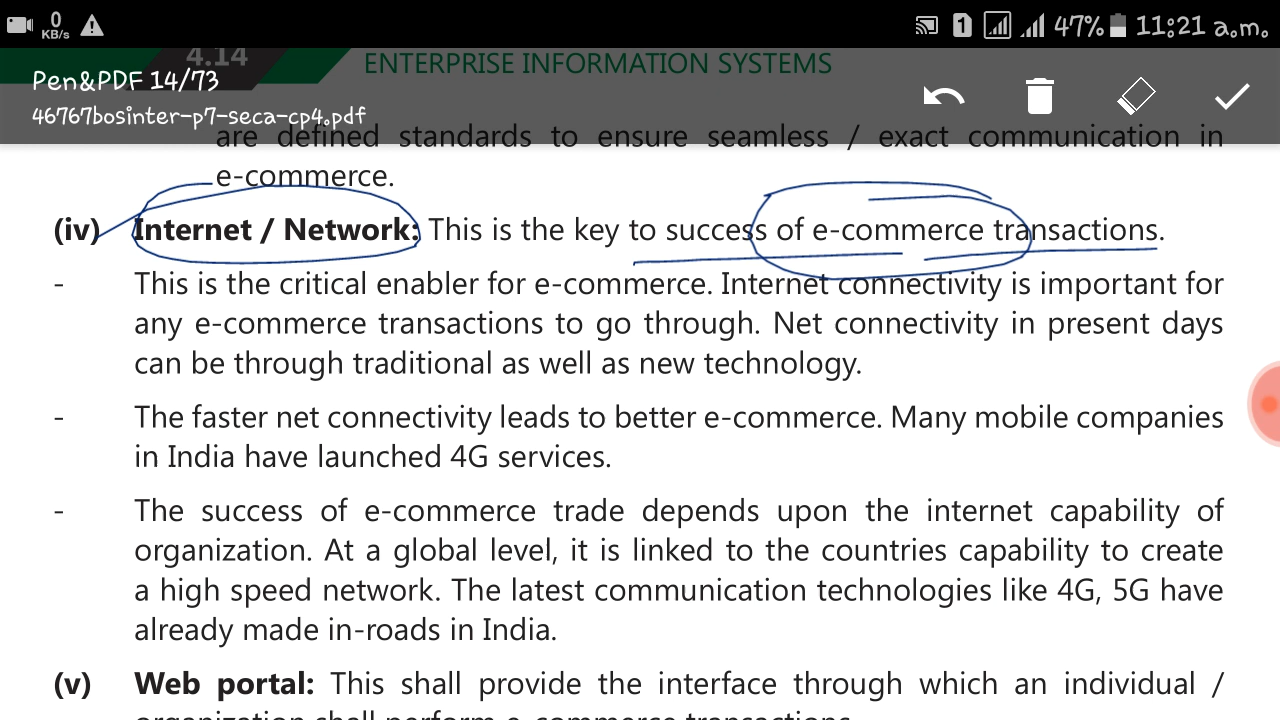 0 KB/s 1 47% 11:21 a.m.
4.14 ENTERPRISE INFORMATION SYSTEMS
Pen&PDF 14/73
46767bosinter-p7-seca-cp4.pdf
are defined standards to ensure seamless / exact communication in
e-commerce.
(iv) Internet / Network: This is the key to success of e-commerce transactions.
- This is the critical enabler for e-commerce. Internet connectivity is important for
any e-commerce transactions to go through. Net connectivity in present days
can be through traditional as well as new technology.
- The faster net connectivity leads to better e-commerce. Many mobile companies
in India have launched 4G services.
- The success of e-commerce trade depends upon the internet capability of
organization. At a global level, it is linked to the countries capability to create
a high speed network. The latest communication technologies like 4G, 5G have
already made in-roads in India.
(v) Web portal: This shall provide the interface through which an individual /
organization shall perform e-commerce transactions.